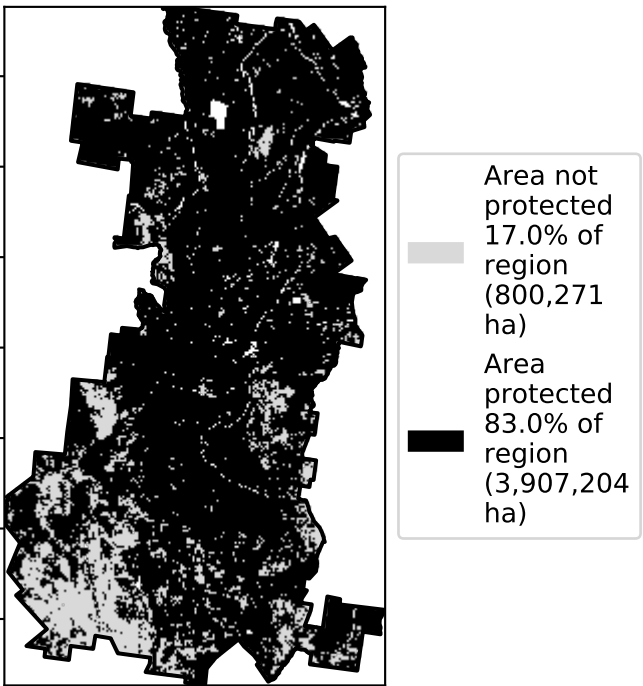 Area not
protected
17.0% of
region
(800,271
ha)
Area
protected
83.0% of
region
(3,907,204
ha)